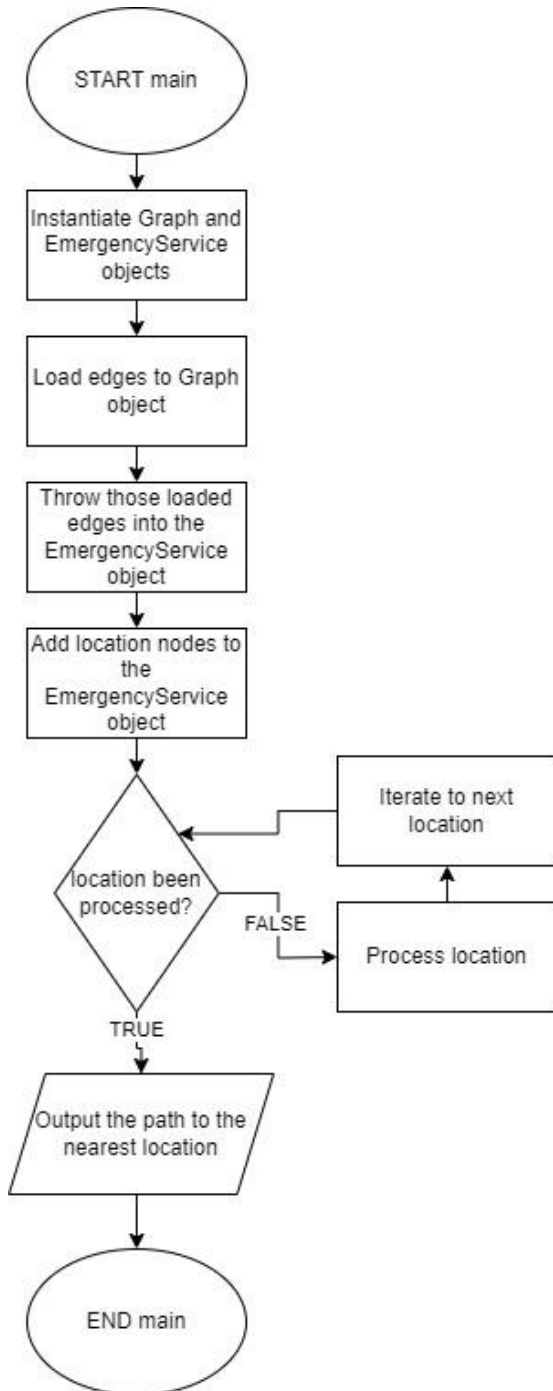 START main
Instantiate Graph and
EmergencyService
objects
Load edges to Graph
object
Throw those loaded
edges into the
EmergencyService
object
Add location nodes to
the
EmergencyService
object
location been
processed?
FALSE
Process location
Iterate to next
location
TRUE
Output the path to the
nearest location
END main